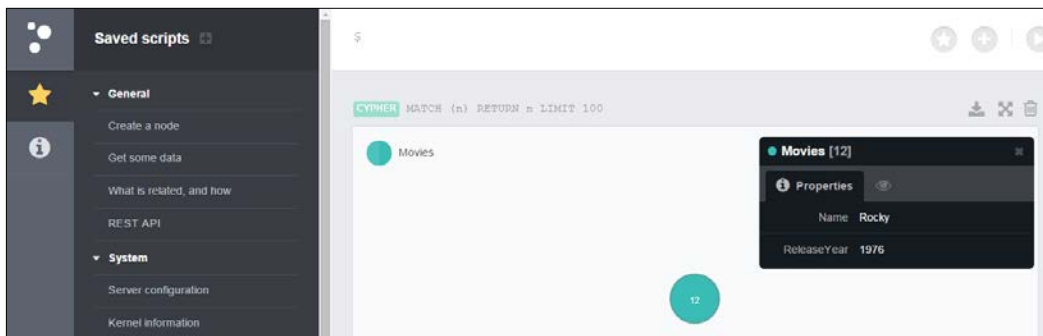 Saved scripts
General
Create a node
Get some data
What is related, and how
REST API
System
Server configuration
Kernel information
$
CYPHER MATCH (n) RETURN n LIMIT 100
Movies
Movies [12]
Properties
Name Rocky
ReleaseYear 1976
12